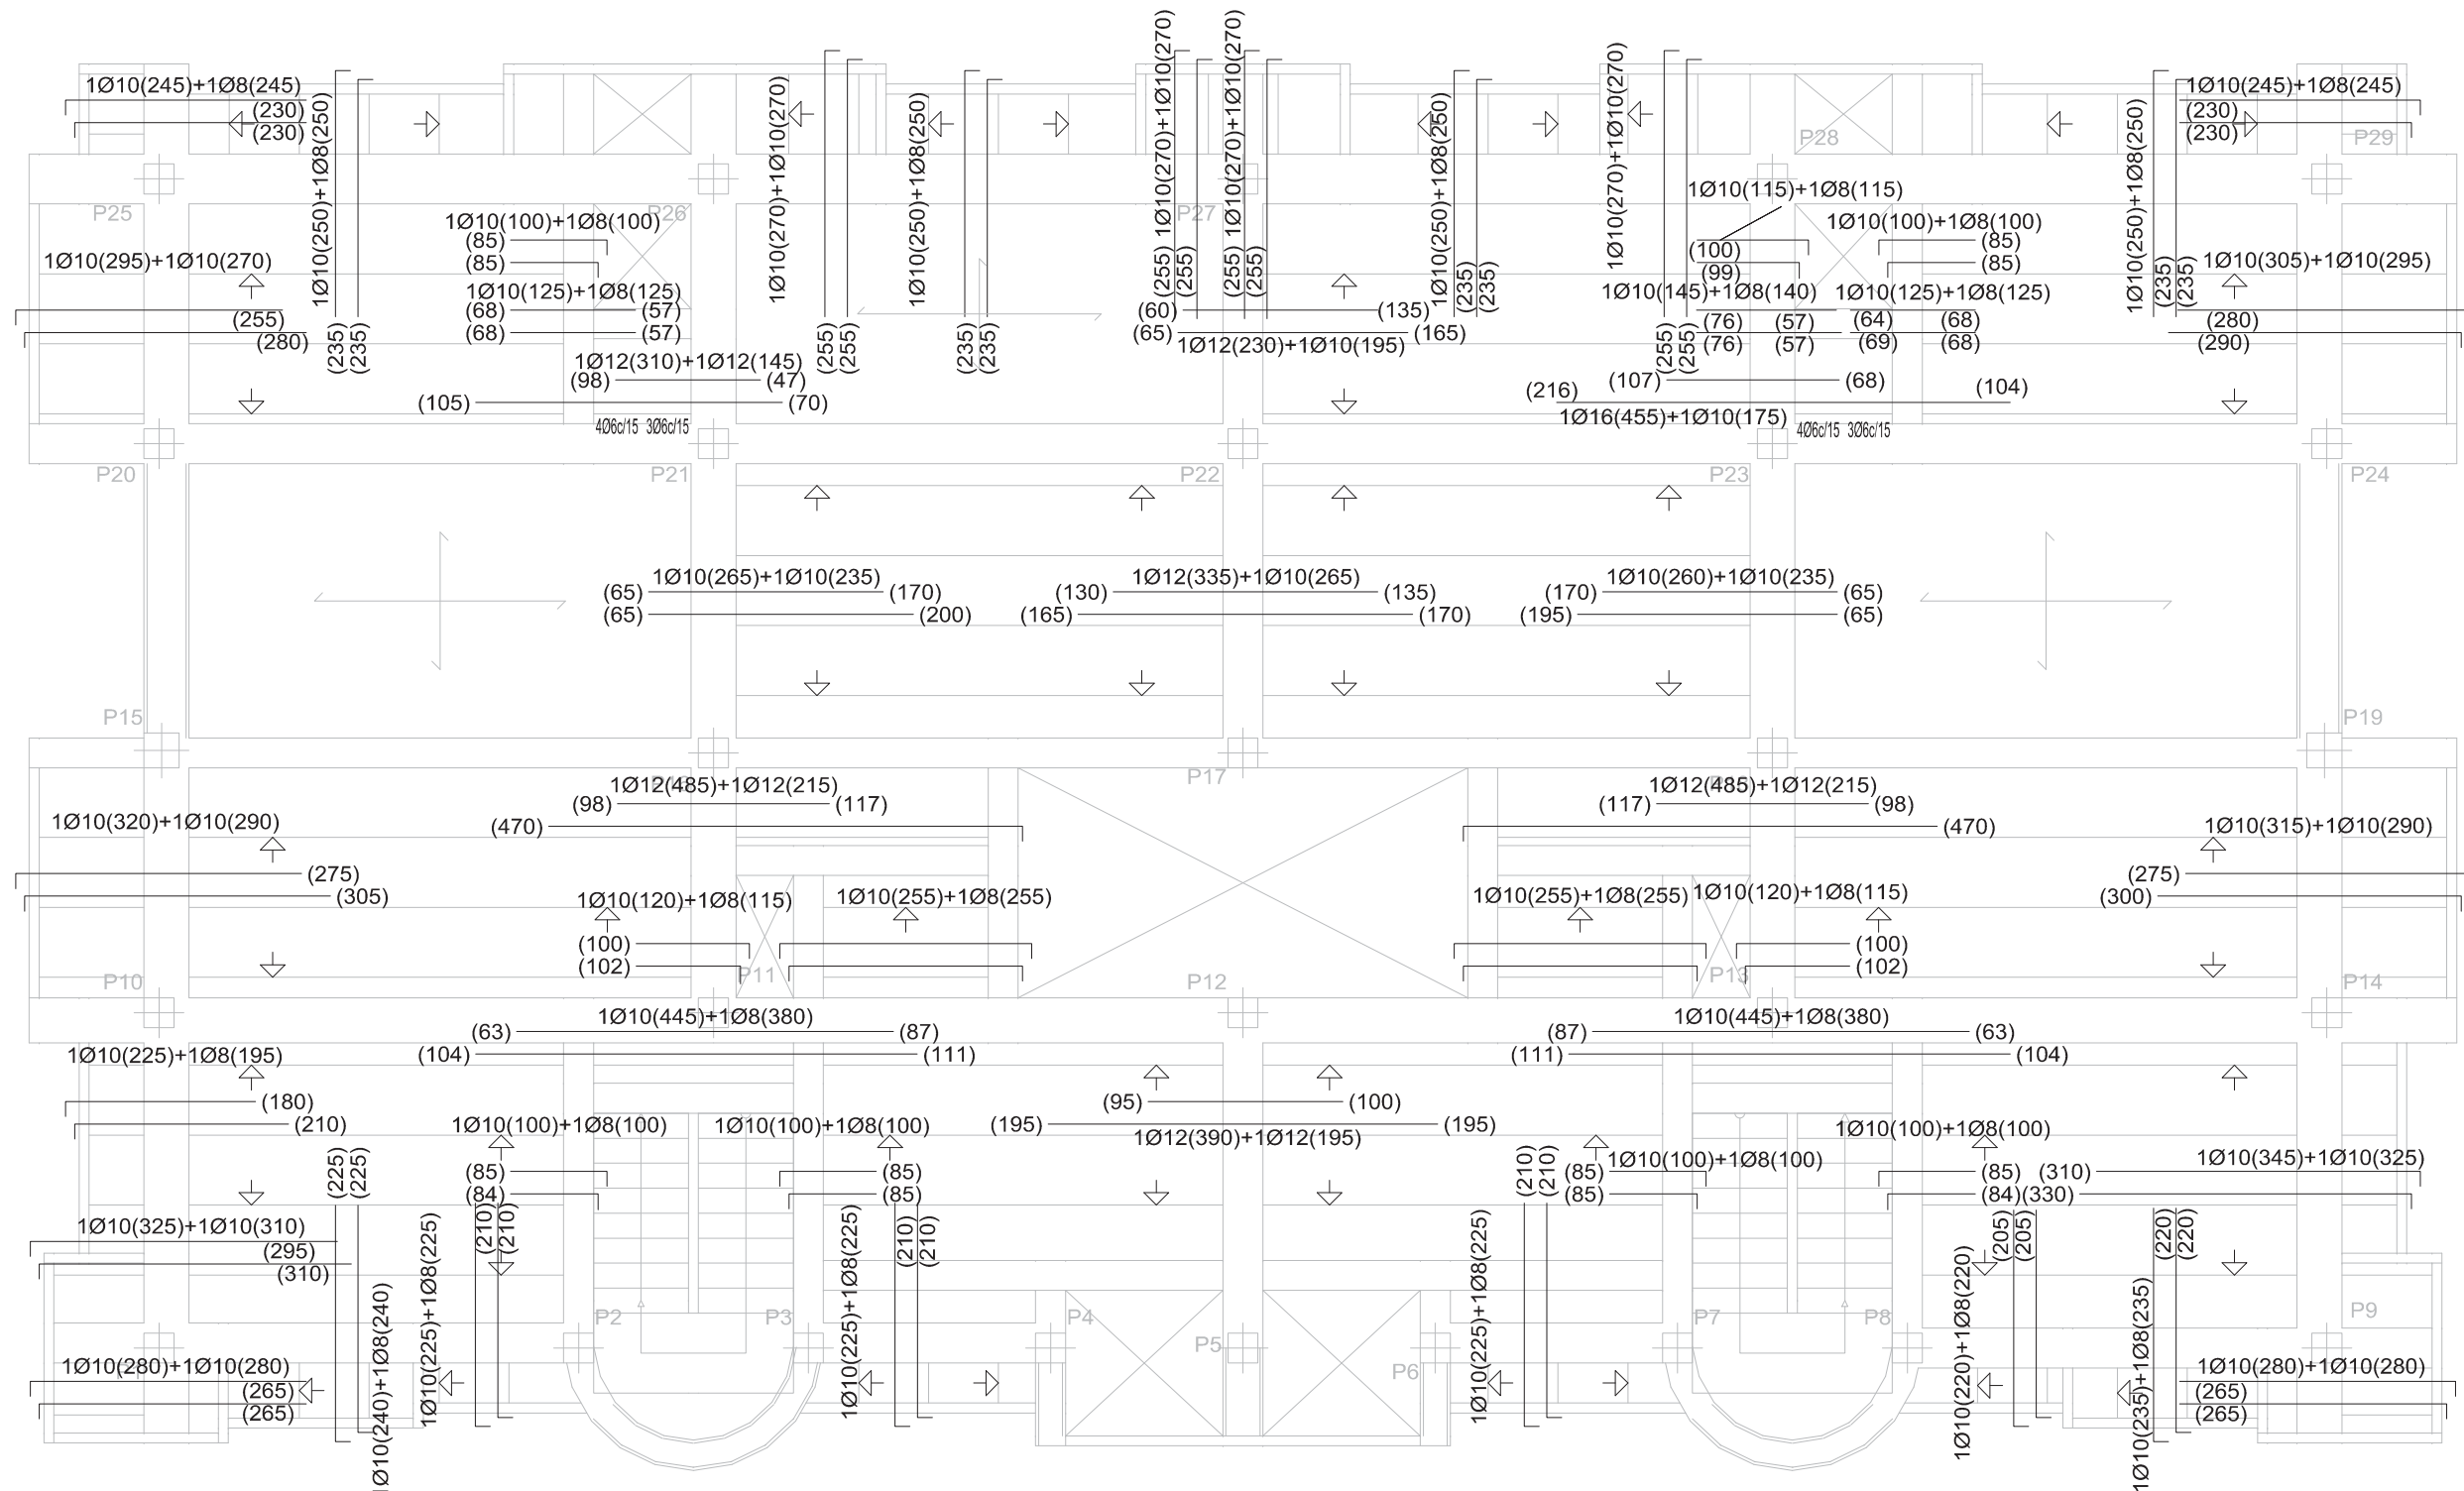 1Ø10(270)+1Ø10(270)
1Ø10(270)+1Ø10(270)
1Ø10(245)+1Ø8(245)
(230)
(230)
1Ø10(250)+1Ø8(250)
(235)
(235)
1Ø10(270)+1Ø10(270)
(255)
(255)
1Ø10(250)+1Ø8(250)
(235)
(235)
(255)
(255)
(255)
(255)
1Ø10(250)+1Ø8(250)
(235)
(235)
1Ø10(270)+1Ø10(270)
(255)
(255)
1Ø10(250)+1Ø8(250)
(235)
(235)
1Ø10(245)+1Ø8(245)
(230)
(230)
P28
P29
P25
P26
P27
1Ø10(115)+1Ø8(115)
(100)
(99)
1Ø10(100)+1Ø8(100)
(85)
(85)
1Ø10(100)+1Ø8(100)
(85)
(85)
1Ø10(295)+1Ø10(270)
(255)
(280)
1Ø10(305)+1Ø10(295)
(280)
(290)
1Ø10(125)+1Ø8(125)
(68) (57)
(68) (57)
(60) (135)
(65) (165)
1Ø12(230)+1Ø10(195)
1Ø10(145)+1Ø8(140)
(76) (57)
(76) (57)
1Ø10(125)+1Ø8(125)
(64) (68)
(69) (68)
1Ø12(310)+1Ø12(145)
(98) (47)
(105) (70)
(107) (68)
(216) (104)
1Ø16(455)+1Ø10(175)
4Ø6c/15 3Ø6c/15
4Ø6c/15 3Ø6c/15
P20
P21
P22
P23
P24
1Ø10(265)+1Ø10(235)
(65) (170)
(65) (200)
1Ø12(335)+1Ø10(265)
(130) (135)
(165) (170)
1Ø10(260)+1Ø10(235)
(170) (65)
(195) (65)
P15
P19
P17
1Ø12(485)+1Ø12(215)
(98) (117)
(470)
1Ø12(485)+1Ø12(215)
(117) (98)
(470)
1Ø10(320)+1Ø10(290)
(275)
(305)
1Ø10(315)+1Ø10(290)
(275)
(300)
1Ø10(120)+1Ø8(115)
(100)
(102)
1Ø10(255)+1Ø8(255)
1Ø10(255)+1Ø8(255)
1Ø10(120)+1Ø8(115)
(100)
(102)
P10
P11
P12
P13
P14
1Ø10(445)+1Ø8(380)
(63) (87)
(104) (111)
1Ø10(445)+1Ø8(380)
(87) (63)
(111) (104)
1Ø10(225)+1Ø8(195)
(180)
(210)
(95) (100)
(195) (195)
1Ø12(390)+1Ø12(195)
1Ø10(100)+1Ø8(100)
(85)
(84)
1Ø10(100)+1Ø8(100)
(85)
(85)
1Ø10(100)+1Ø8(100)
(85)
(85)
1Ø10(100)+1Ø8(100)
(85)
(84)
1Ø10(345)+1Ø10(325)
(310)
(330)
1Ø10(325)+1Ø10(310)
(295)
(310)
(225)
(225)
1Ø10(240)+1Ø8(240)
(210)
(210)
1Ø10(225)+1Ø8(225)
(210)
(210)
1Ø10(225)+1Ø8(225)
(210)
(210)
1Ø10(225)+1Ø8(225)
(205)
(205)
1Ø10(220)+1Ø8(220)
(220)
(220)
1Ø10(235)+1Ø8(235)
P2
P3
P4
P5
P6
P7
P8
P9
1Ø10(280)+1Ø10(280)
(265)
(265)
1Ø10(280)+1Ø10(280)
(265)
(265)